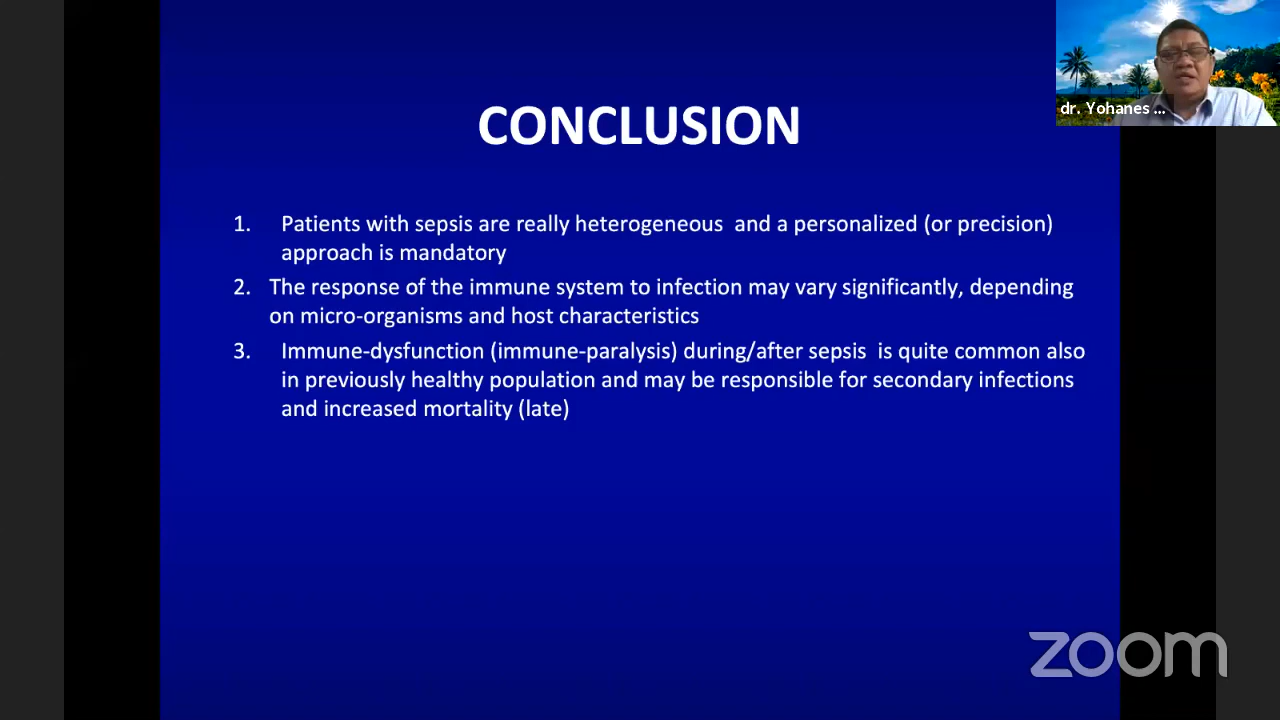 dr. Yohanes ...
CONCLUSION
1. Patients with sepsis are really heterogeneous  and a personalized (or precision)
approach is mandatory
2. The response of the immune system to infection may vary significantly, depending
on micro-organisms and host characteristics
3. Immune-dysfunction (immune-paralysis) during/after sepsis  is quite common also
in previously healthy population and may be responsible for secondary infections
and increased mortality (late)
zoom